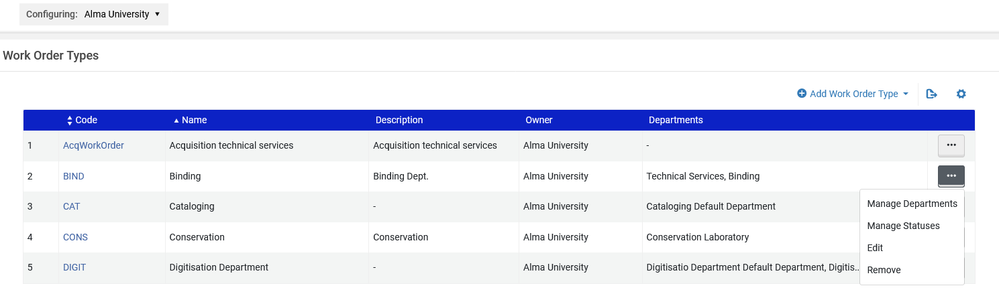 Configuring: Alma University
Work Order Types
Add Work Order Type
Code Name Description Owner Departments
1 AcqWorkOrder Acquisition technical services Acquisition technical services Alma University -
2 BIND Binding Binding Dept. Alma University Technical Services, Binding
3 CAT Cataloging - Alma University Cataloging Default Department
4 CONS Conservation Conservation Alma University Conservation Laboratory
5 DIGIT Digitisation Department - Alma University Digitisatio Department Default Department, Digitis..
Manage Departments
Manage Statuses
Edit
Remove